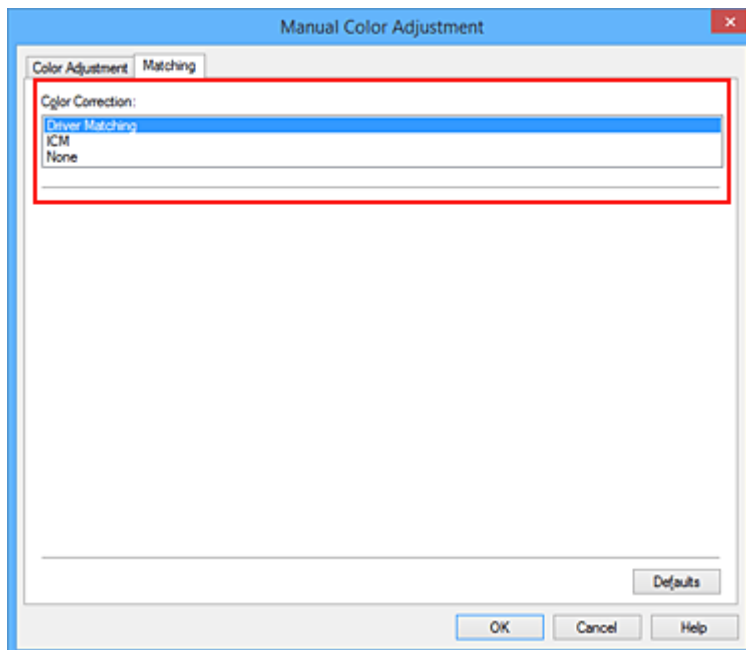 Manual Color Adjustment
Color Adjustment Matching
Color Correction:
Driver Matching
ICM
None
Defaults
OK Cancel Help